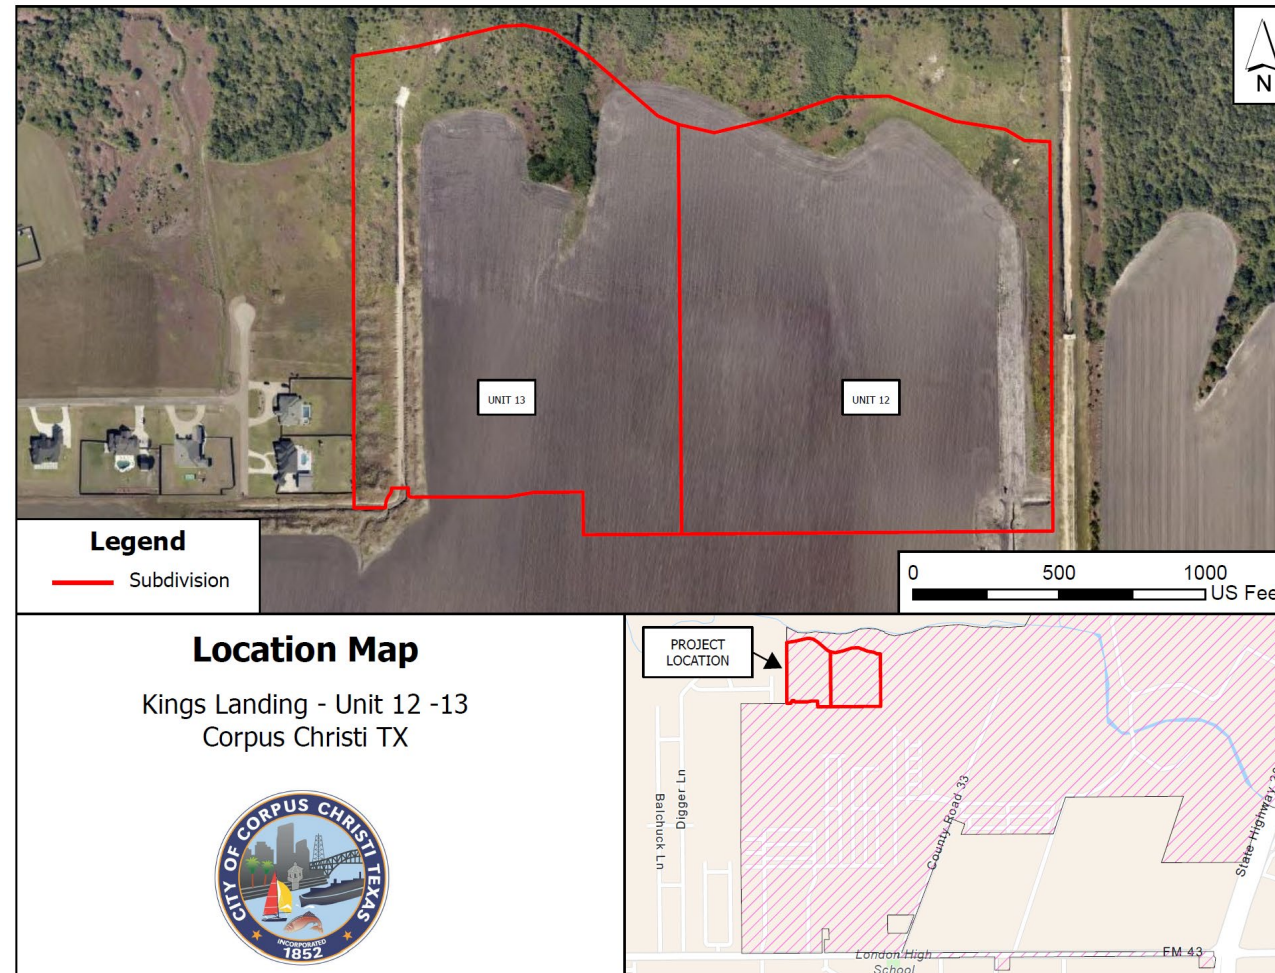 N
UNIT 13
UNIT 12
Legend
Subdivision
0 500 1000
US Fee
Location Map
Kings Landing - Unit 12 -13
Corpus Christi TX
CITY OF CORPUS CHRISTI TEXAS
INCORPORATED
1852
PROJECT
LOCATION
Balchuck Ln
Digger Ln
County Road 33
State Highway
London High
School
FM 43